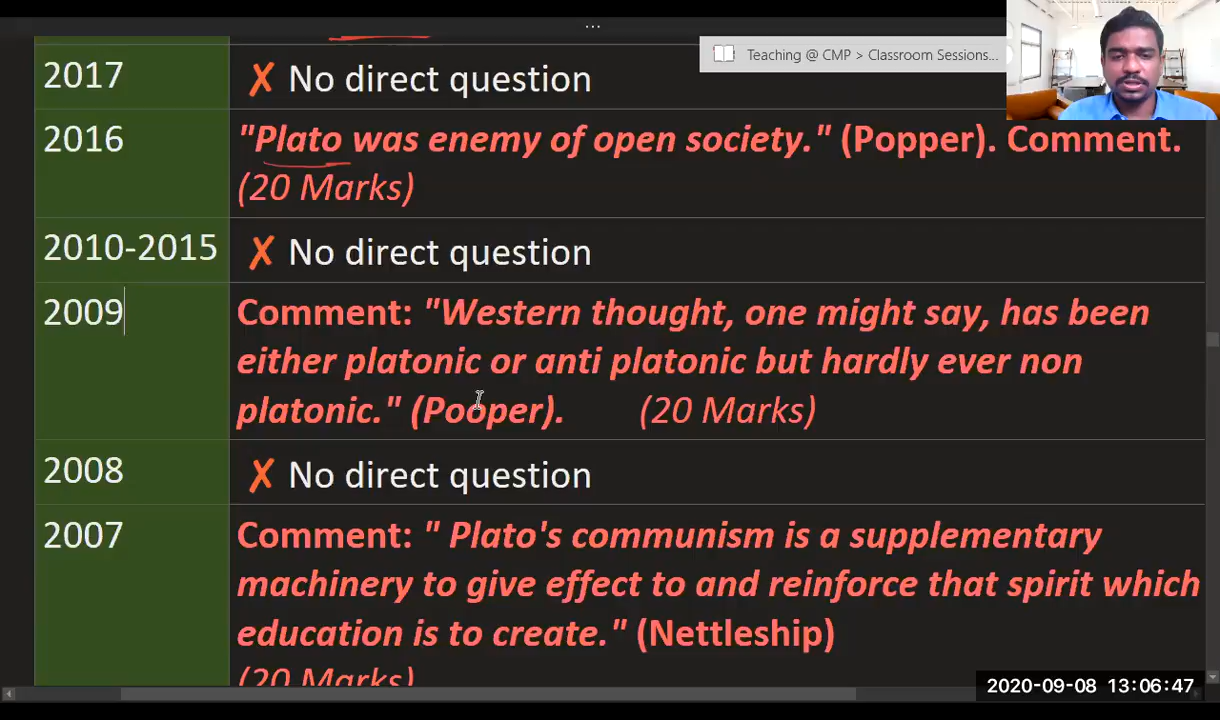 ...
Teaching @ CMP > Classroom Sessions...
2017
✗ No direct question
2016
"Plato was enemy of open society." (Popper). Comment.
(20 Marks)
2010-2015
✗ No direct question
2009
Comment: "Western thought, one might say, has been
either platonic or anti platonic but hardly ever non
platonic." (Pooper). (20 Marks)
2008
✗ No direct question
2007
Comment: " Plato's communism is a supplementary
machinery to give effect to and reinforce that spirit which
education is to create." (Nettleship)
(20 Marks)
2020-09-08 13:06:47